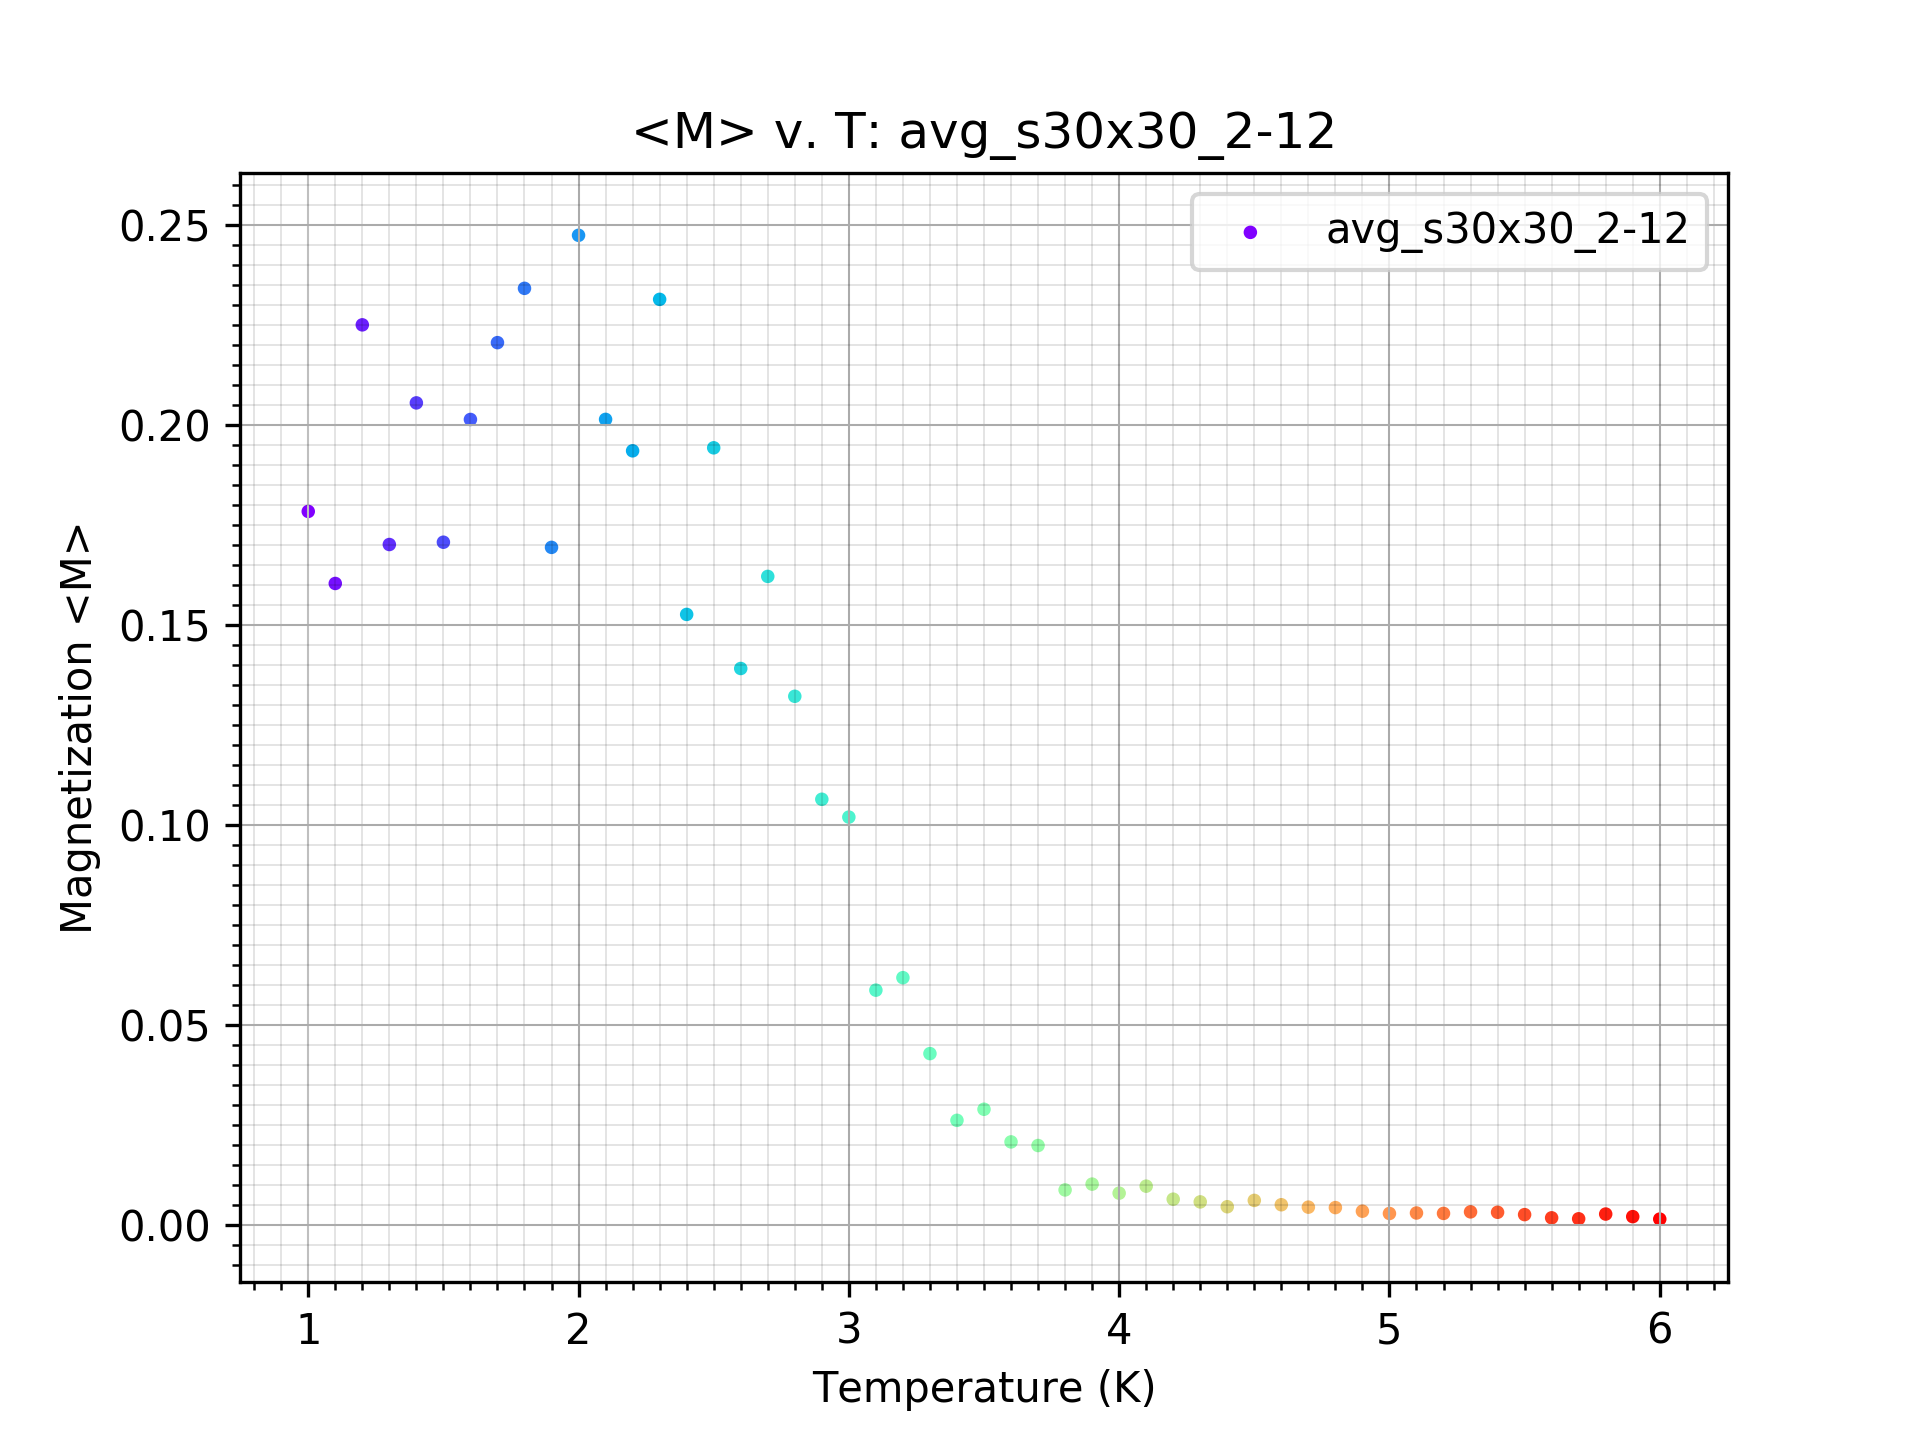 <M> v. T: avg_s30x30_2-12
avg_s30x30_2-12
0.25
0.20
0.15
0.10
0.05
0.00
Magnetization <M>
1 2 3 4 5 6
Temperature (K)